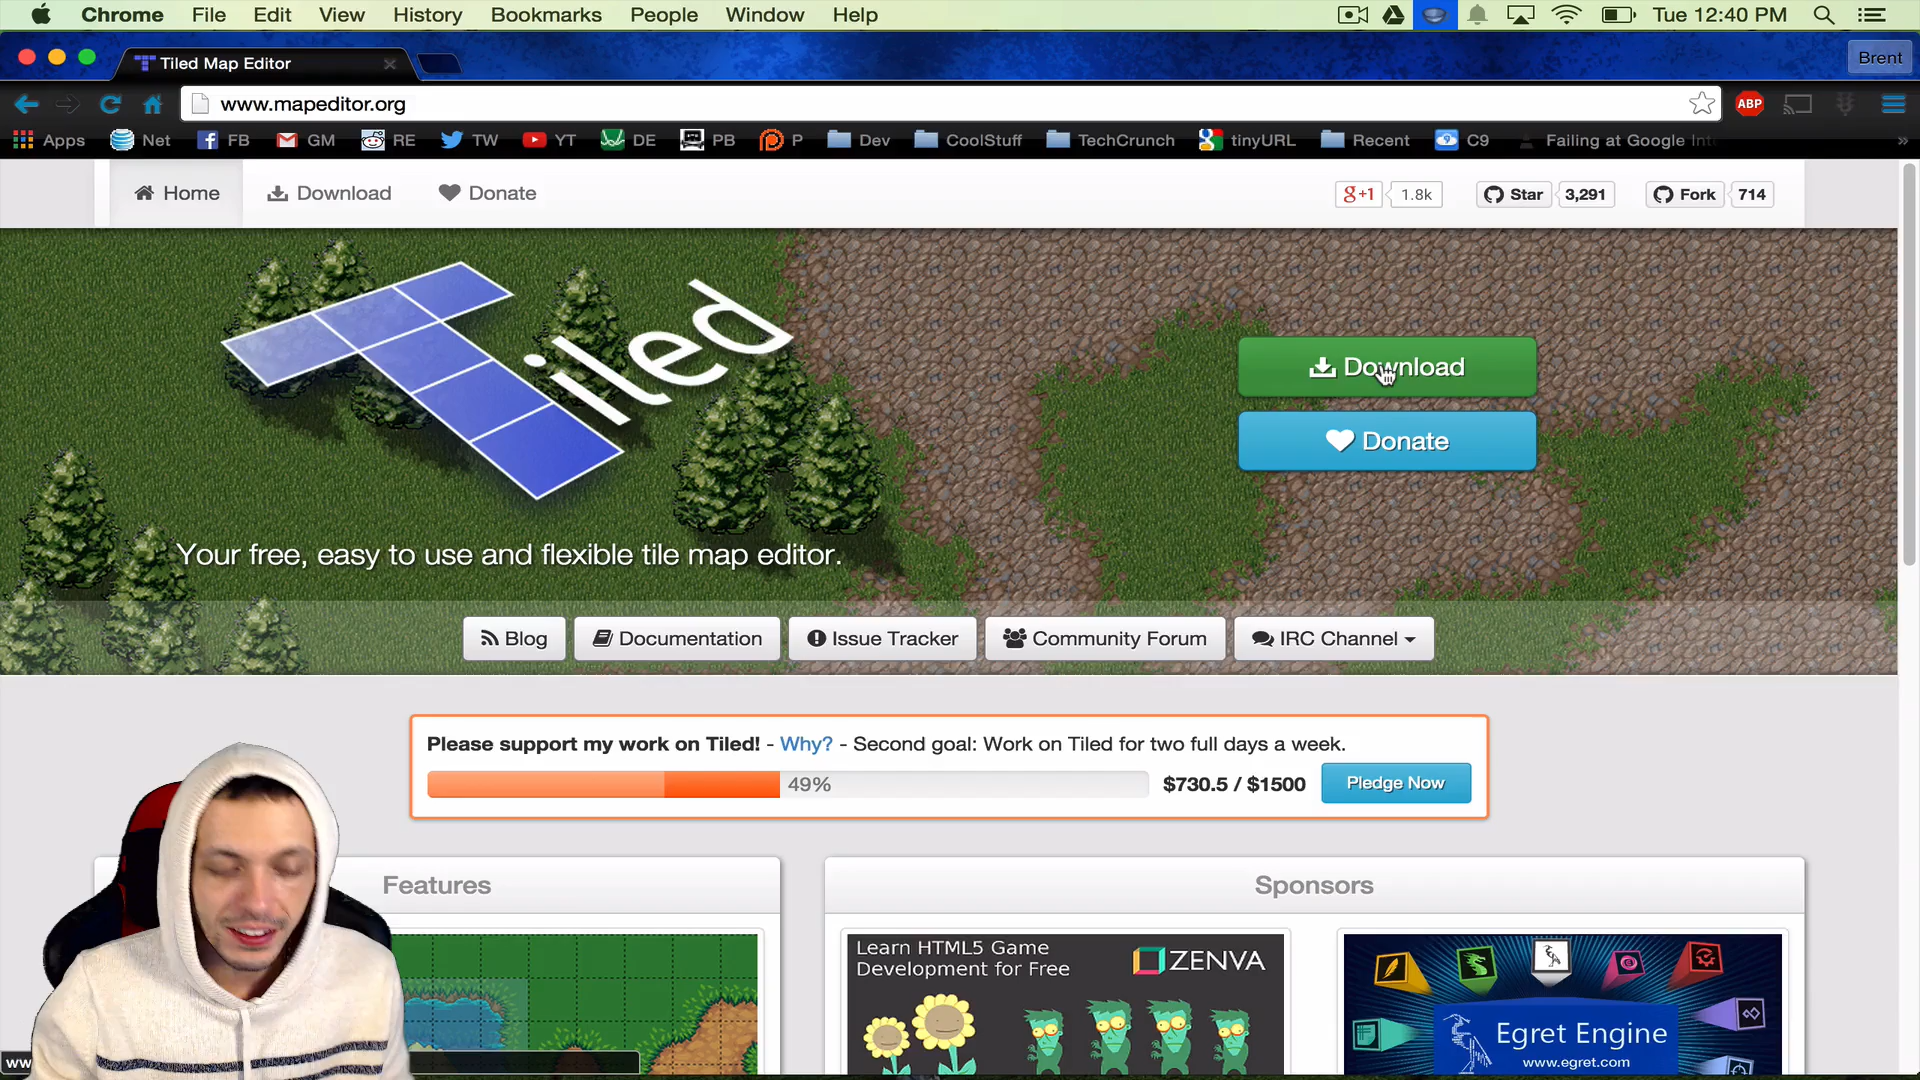 Chrome File Edit View History Bookmarks People Window Help Tue 12:40 PM
Tiled Map Editor Brent
www.mapeditor.org ABP
Apps Net FB GM RE TW YT DE PB P Dev CoolStuff TechCrunch tinyURL Recent C9 Failing at Google Int »
Home Download Donate g+1 1.8k Star 3,291 Fork 714
Tiled
Download
Donate
Your free, easy to use and flexible tile map editor.
Blog Documentation Issue Tracker Community Forum IRC Channel
Please support my work on Tiled! - Why? - Second goal: Work on Tiled for two full days a week.
49% $730.5 / $1500 Pledge Now
Features Sponsors
Learn HTML5 Game
Development for Free
ZENVA
Egret Engine
www.egret.com